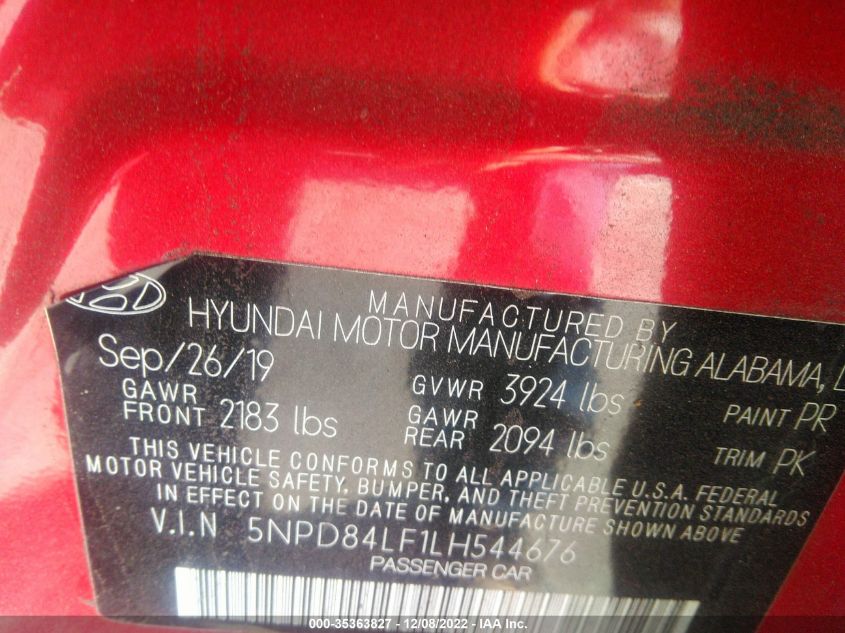 MANUFACTURED BY
HYUNDAI MOTOR MANUFACTURING ALABAMA,
Sep/26/19 GVWR 3924 lbs PAINT PR
GAWR FRONT 2183 lbs GAWR REAR 2094 lbs TRIM PK
THIS VEHICLE CONFORMS TO ALL APPLICABLE U.S.A. FEDERAL
MOTOR VEHICLE SAFETY, BUMPER, AND THEFT PREVENTION STANDARDS
IN EFFECT ON THE DATE OF MANUFACTURE SHOWN ABOVE
V.I.N 5NPD84LF1LH544676
PASSENGER CAR
000-35363827 - 12/08/2022 - IAA Inc.